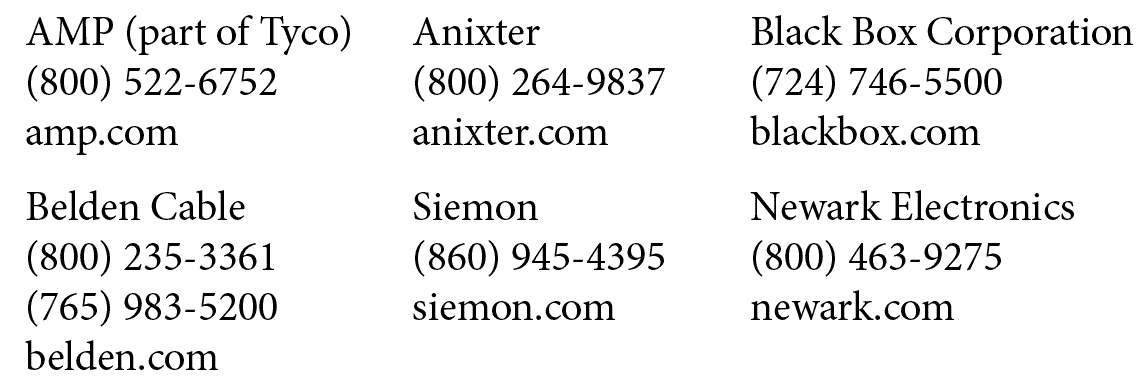 AMP (part of Tyco)
(800) 522-6752
amp.com
Anixter
(800) 264-9837
anixter.com
Black Box Corporation
(724) 746-5500
blackbox.com
Belden Cable
(800) 235-3361
(765) 983-5200
belden.com
Siemon
(860) 945-4395
siemon.com
Newark Electronics
(800) 463-9275
newark.com